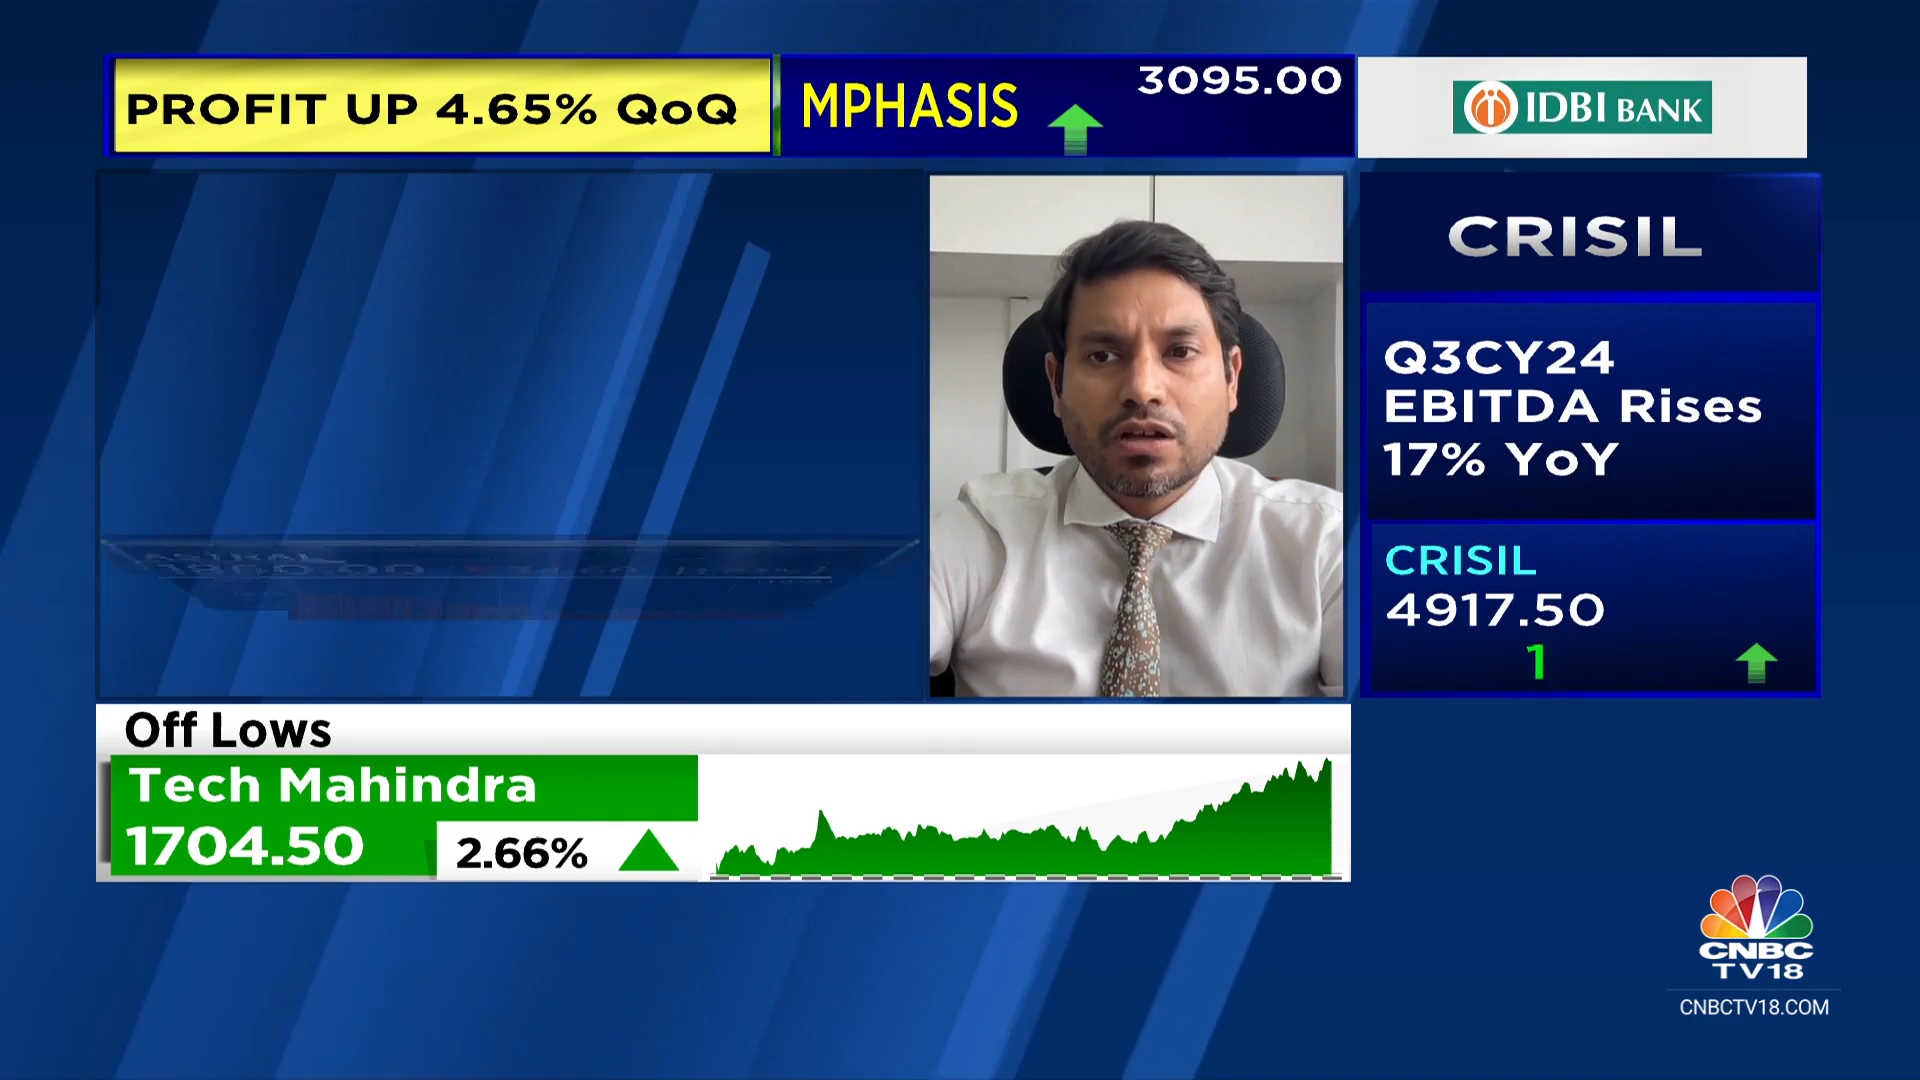 PROFIT UP 4.65% QoQ
MPHASIS
3095.00
IDBI BANK
CRISIL
Q3CY24
EBITDA Rises
17% YoY
CRISIL
4917.50
1
Off Lows
Tech Mahindra
1704.50
2.66%
CNBC
TV18
CNBCTV18.COM